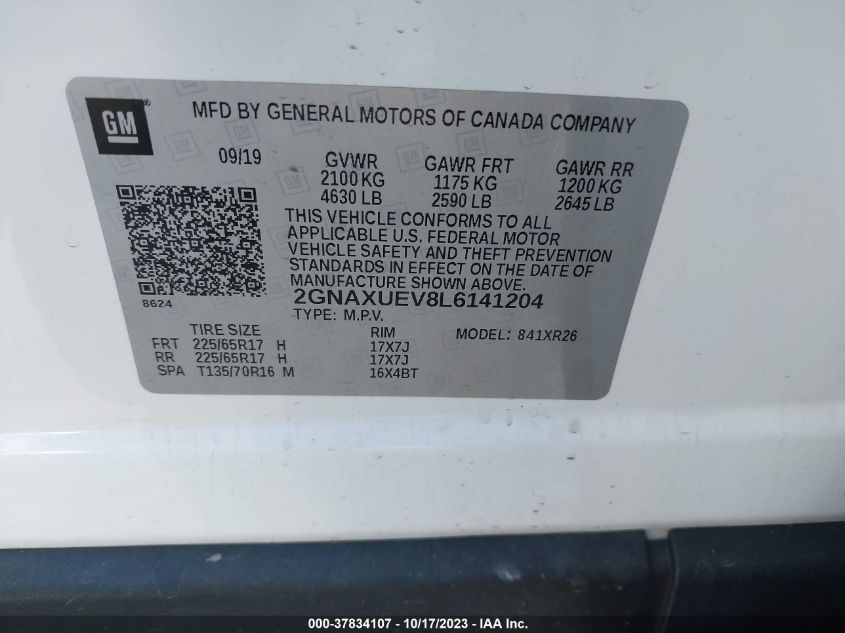 GM
MFD BY GENERAL MOTORS OF CANADA COMPANY
09/19 GVWR GAWR FRT GAWR RR
2100 KG 1175 KG 1200 KG
4630 LB 2590 LB 2645 LB
THIS VEHICLE CONFORMS TO ALL
APPLICABLE U.S. FEDERAL MOTOR
VEHICLE SAFETY AND THEFT PREVENTION
STANDARDS IN EFFECT ON THE DATE OF
MANUFACTURE SHOWN ABOVE.
8624
2GNAXUEV8L6141204
TYPE: M.P.V.
TIRE SIZE RIM MODEL: 841XR26
FRT 225/65R17 H 17X7J
RR 225/65R17 H 17X7J
SPA T135/70R16 M 16X4BT
000-37834107 - 10/17/2023 - COPYRIGHT IAA, Inc.